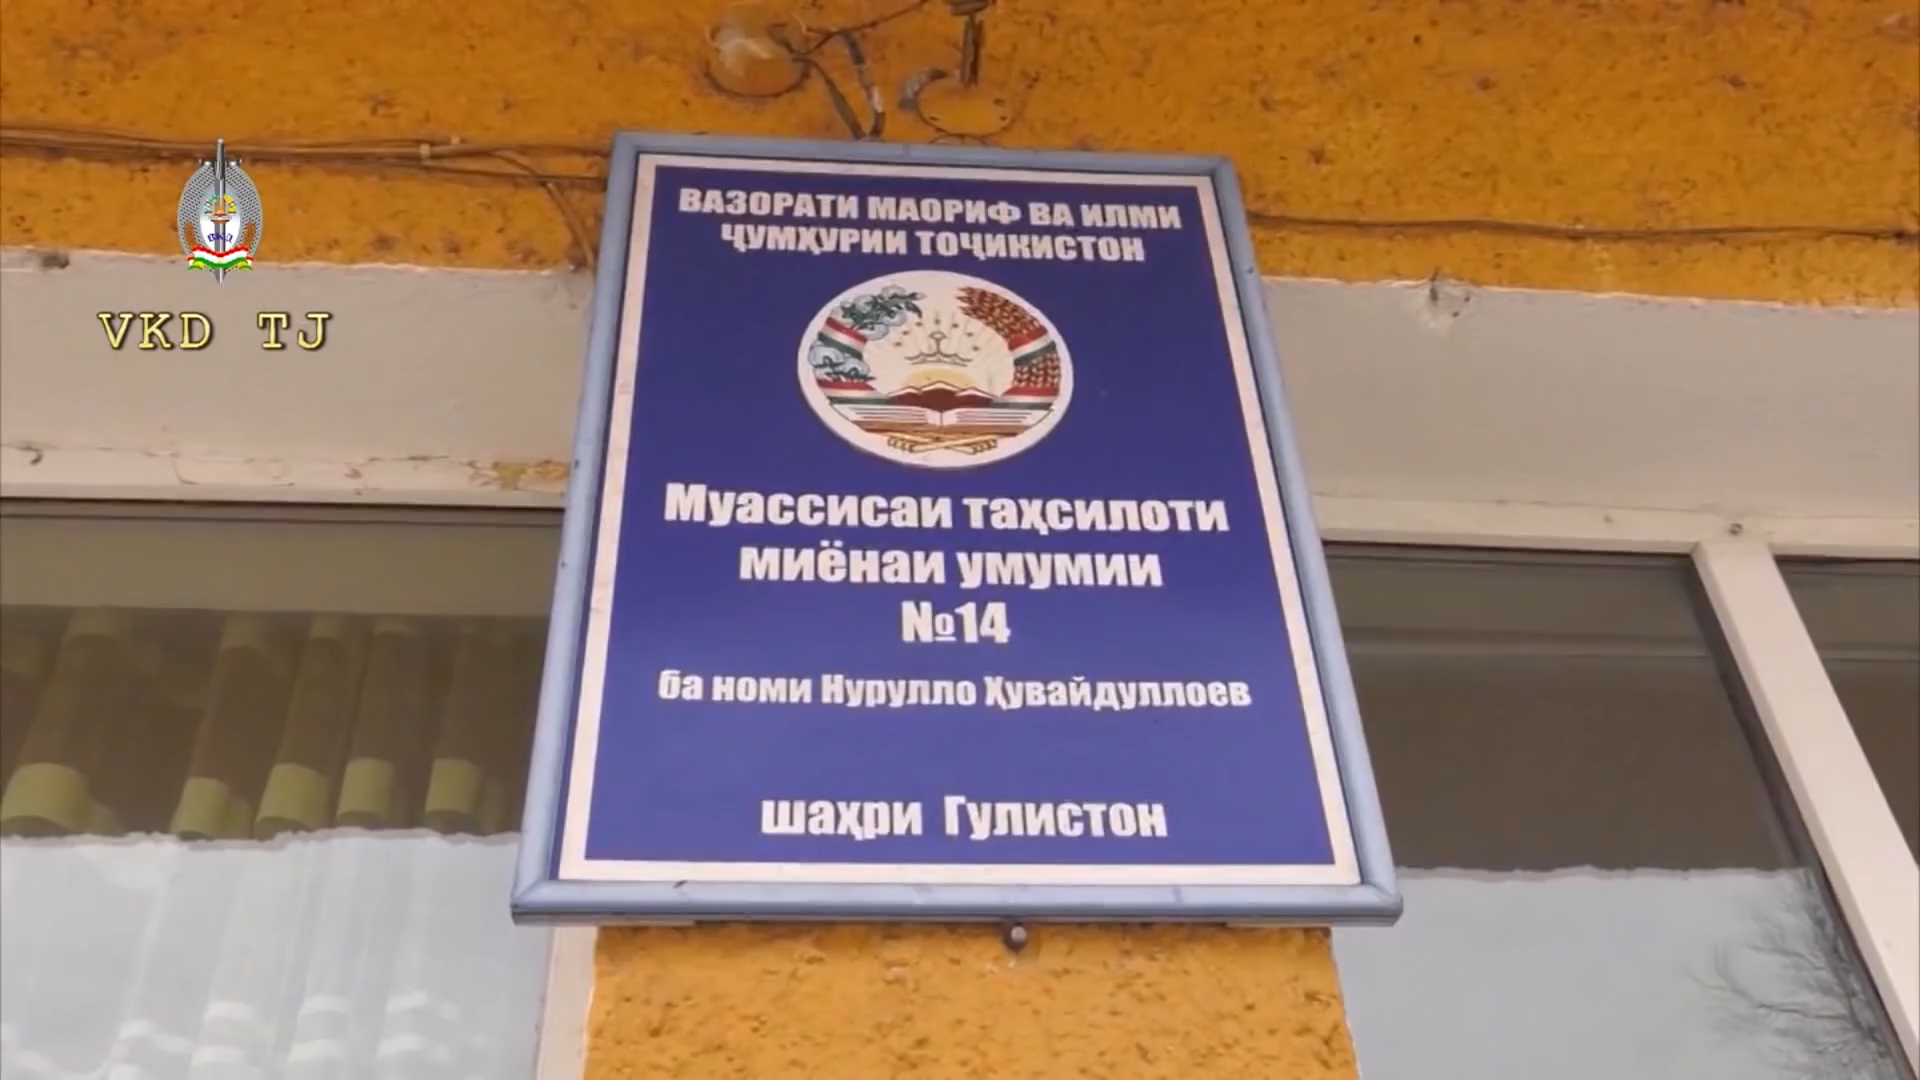 ВАЗОРАТИ МАОРИФ ВА ИЛМИ
ҶУМҲУРИИ ТОҶИКИСТОН
Муассисаи таҳсилоти
миёнаи умумии
№14
ба номи Нурулло Ҳувайдуллоев
шаҳри Гулистон
ВКД
VKD TJ